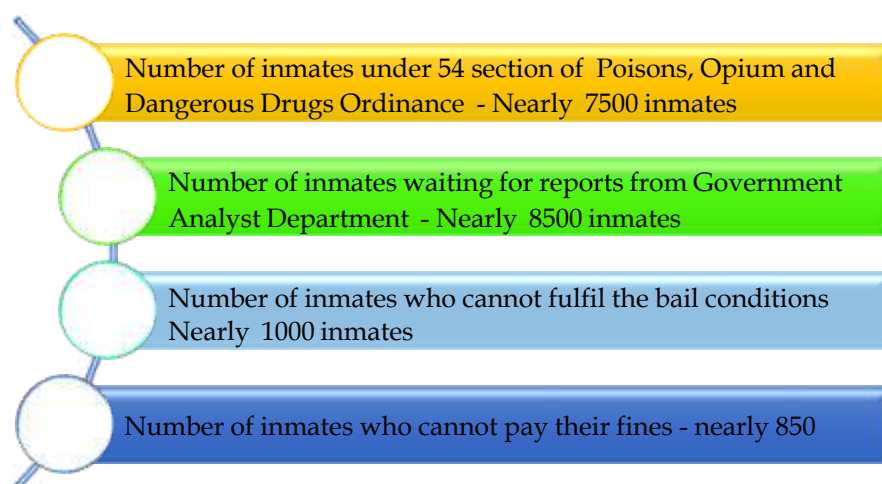 Number of inmates under 54 section of Poisons, Opium and
Dangerous Drugs Ordinance - Nearly 7500 inmates
Number of inmates waiting for reports from Government
Analyst Department - Nearly 8500 inmates
Number of inmates who cannot fulfil the bail conditions
Nearly 1000 inmates
Number of inmates who cannot pay their fines - nearly 850